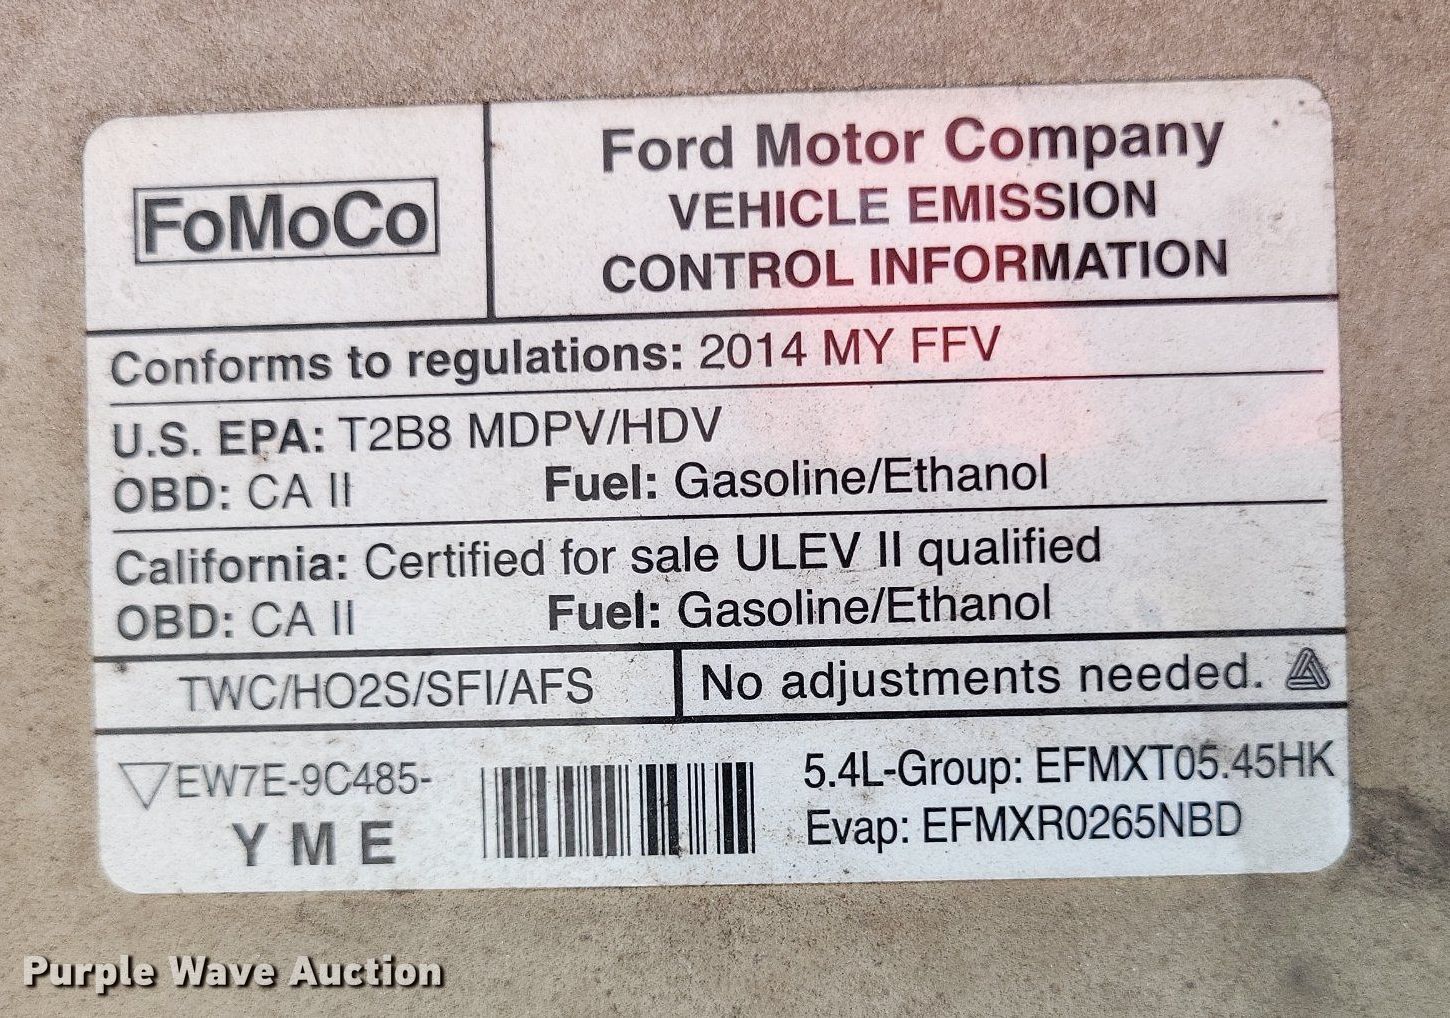 FoMoCo
Ford Motor Company
VEHICLE EMISSION
CONTROL INFORMATION
Conforms to regulations: 2014 MY FFV
U.S. EPA: T2B8 MDPV/HDV
OBD: CA II Fuel: Gasoline/Ethanol
California: Certified for sale ULEV II qualified
OBD: CA II Fuel: Gasoline/Ethanol
TWC/HO2S/SFI/AFS No adjustments needed.
EW7E-9C485-
YME
5.4L-Group: EFMXT05.45HK
Evap: EFMXR0265NBD
Purple Wave Auction